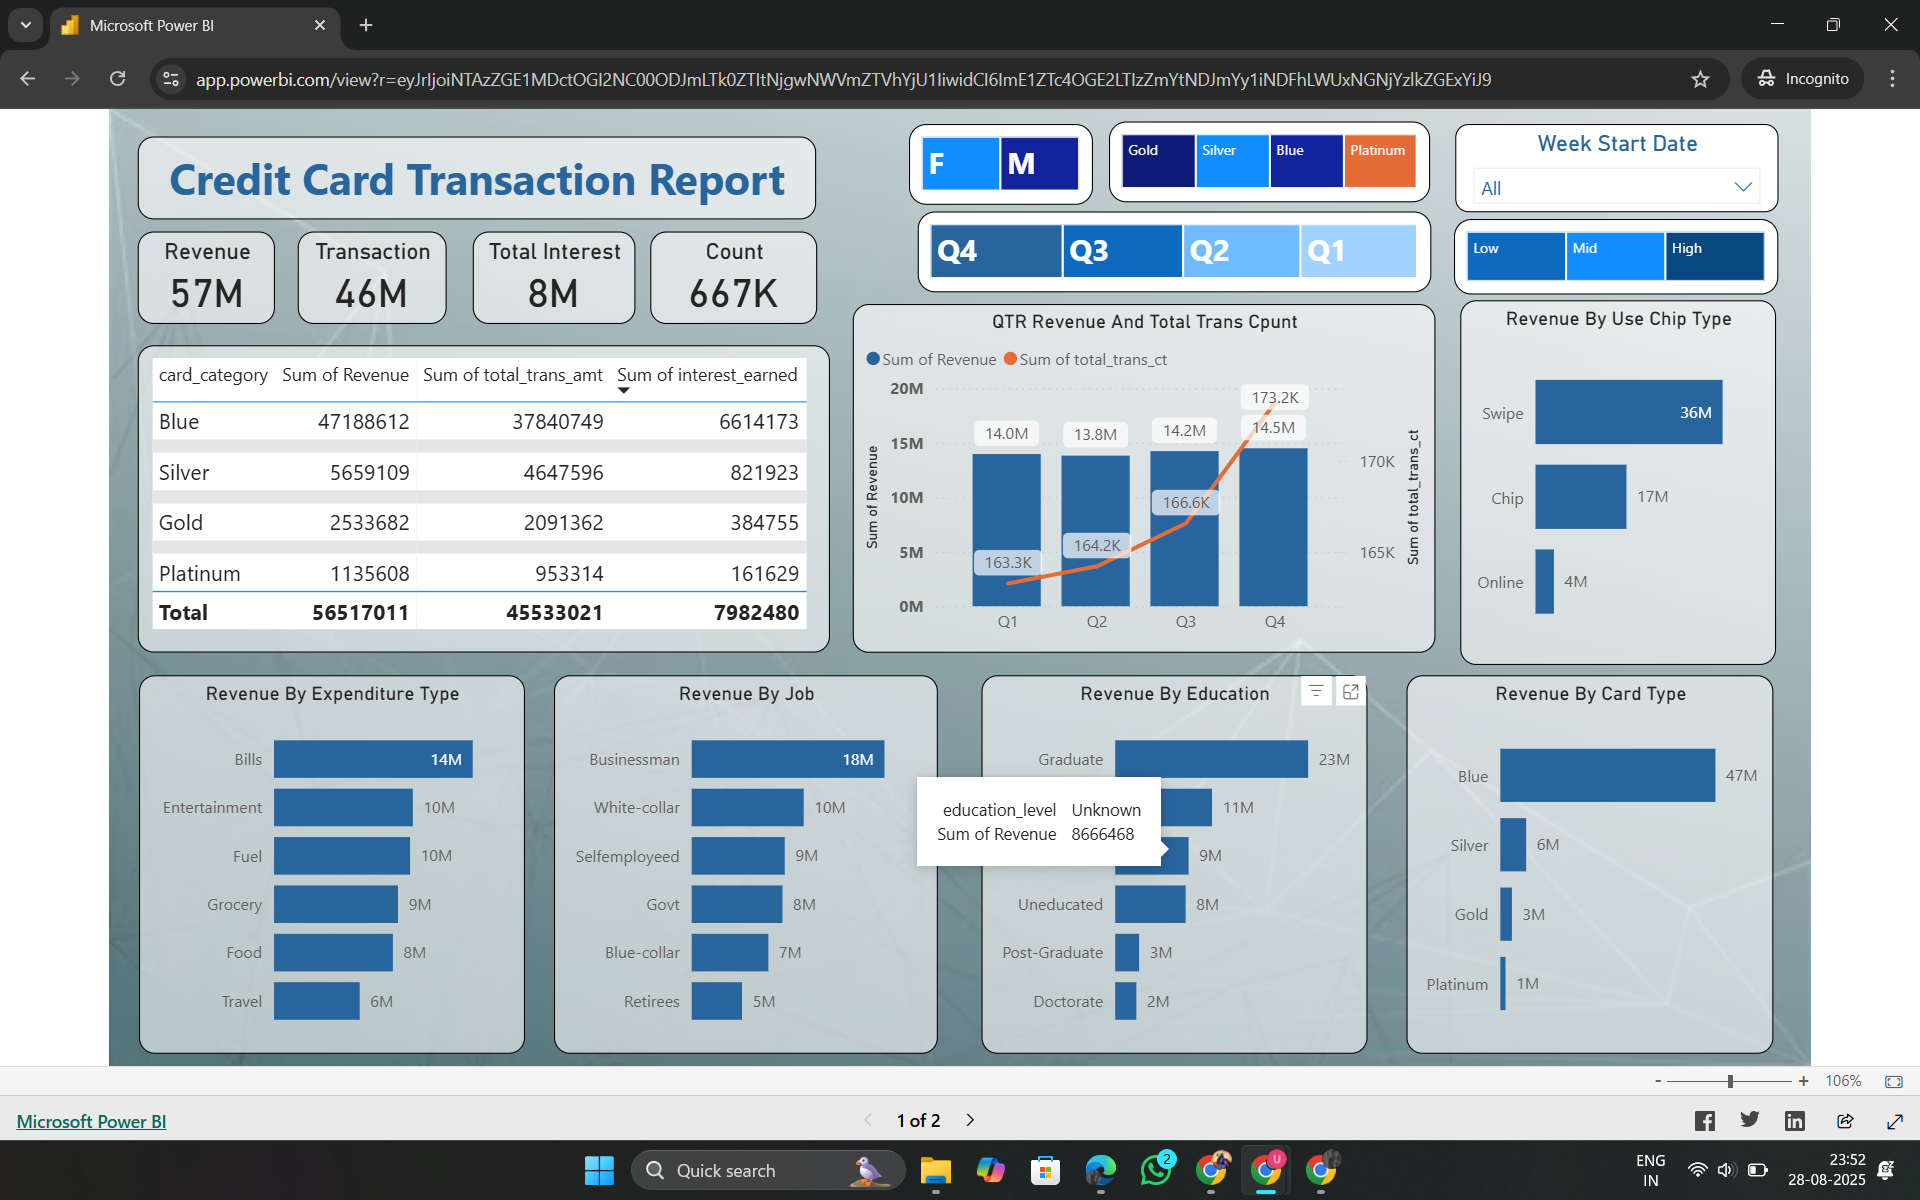 Microsoft Power BI
app.powerbi.com/view?r=eyJrIjoiNTAzZGE1MDctOGI2NC00ODJmLTk0ZTItNjgwNWVmZTVhYjU1IiwidCI6ImE1ZTc4OGE2LTIzZmYtNDJmYy1iNDFhLWUxNGNjYzlkZGExYiJ9
Incognito
Credit Card Transaction Report
F M
Gold Silver Blue Platinum
Week Start Date
All
Q4 Q3 Q2 Q1
Low Mid High
Revenue
57M
Transaction
46M
Total Interest
8M
Count
667K
card_category Sum of Revenue Sum of total_trans_amt Sum of interest_earned
Blue 47188612 37840749 6614173
Silver 5659109 4647596 821923
Gold 2533682 2091362 384755
Platinum 1135608 953314 161629
Total 56517011 45533021 7982480
QTR Revenue And Total Trans Cpunt
Sum of Revenue Sum of total_trans_ct
Sum of Revenue
20M
15M
10M
5M
0M
14.0M 13.8M 14.2M 14.5M
163.3K 164.2K 166.6K 173.2K
Q1 Q2 Q3 Q4
170K
165K
Sum of total_trans_ct
Revenue By Use Chip Type
Swipe 36M
Chip 17M
Online 4M
Revenue By Expenditure Type
Bills 14M
Entertainment 10M
Fuel 10M
Grocery 9M
Food 8M
Travel 6M
Revenue By Job
Businessman 18M
White-collar 10M
Selfemployeed 9M
Govt 8M
Blue-collar 7M
Retirees 5M
Revenue By Education
Graduate 23M
11M
9M
education_level Unknown
Sum of Revenue 8666468
Uneducated 8M
Post-Graduate 3M
Doctorate 2M
Revenue By Card Type
Blue 47M
Silver 6M
Gold 3M
Platinum 1M
- + 106%
Microsoft Power BI
1 of 2
Quick search
2
U
ENG
IN
23:52
28-08-2025